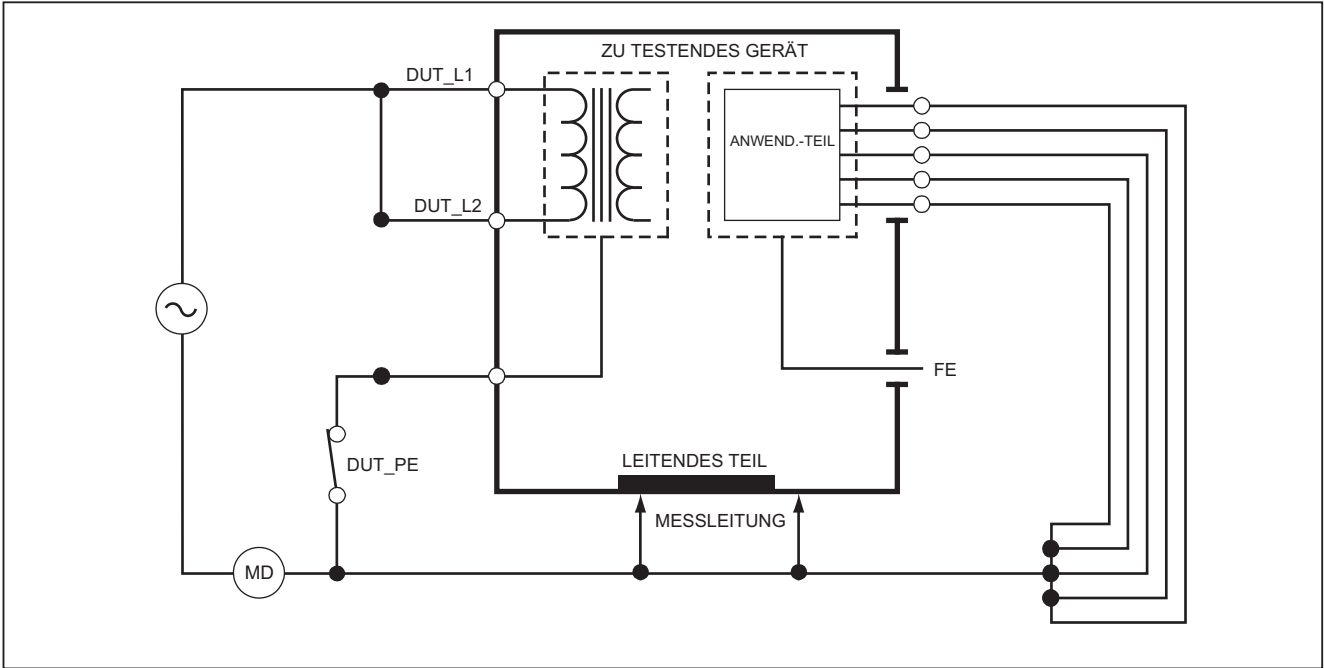 ZU TESTENDES GERÄT
DUT_L1
ANWEND.-TEIL
DUT_L2
FE
DUT_PE
LEITENDES TEIL
MESSLEITUNG
MD